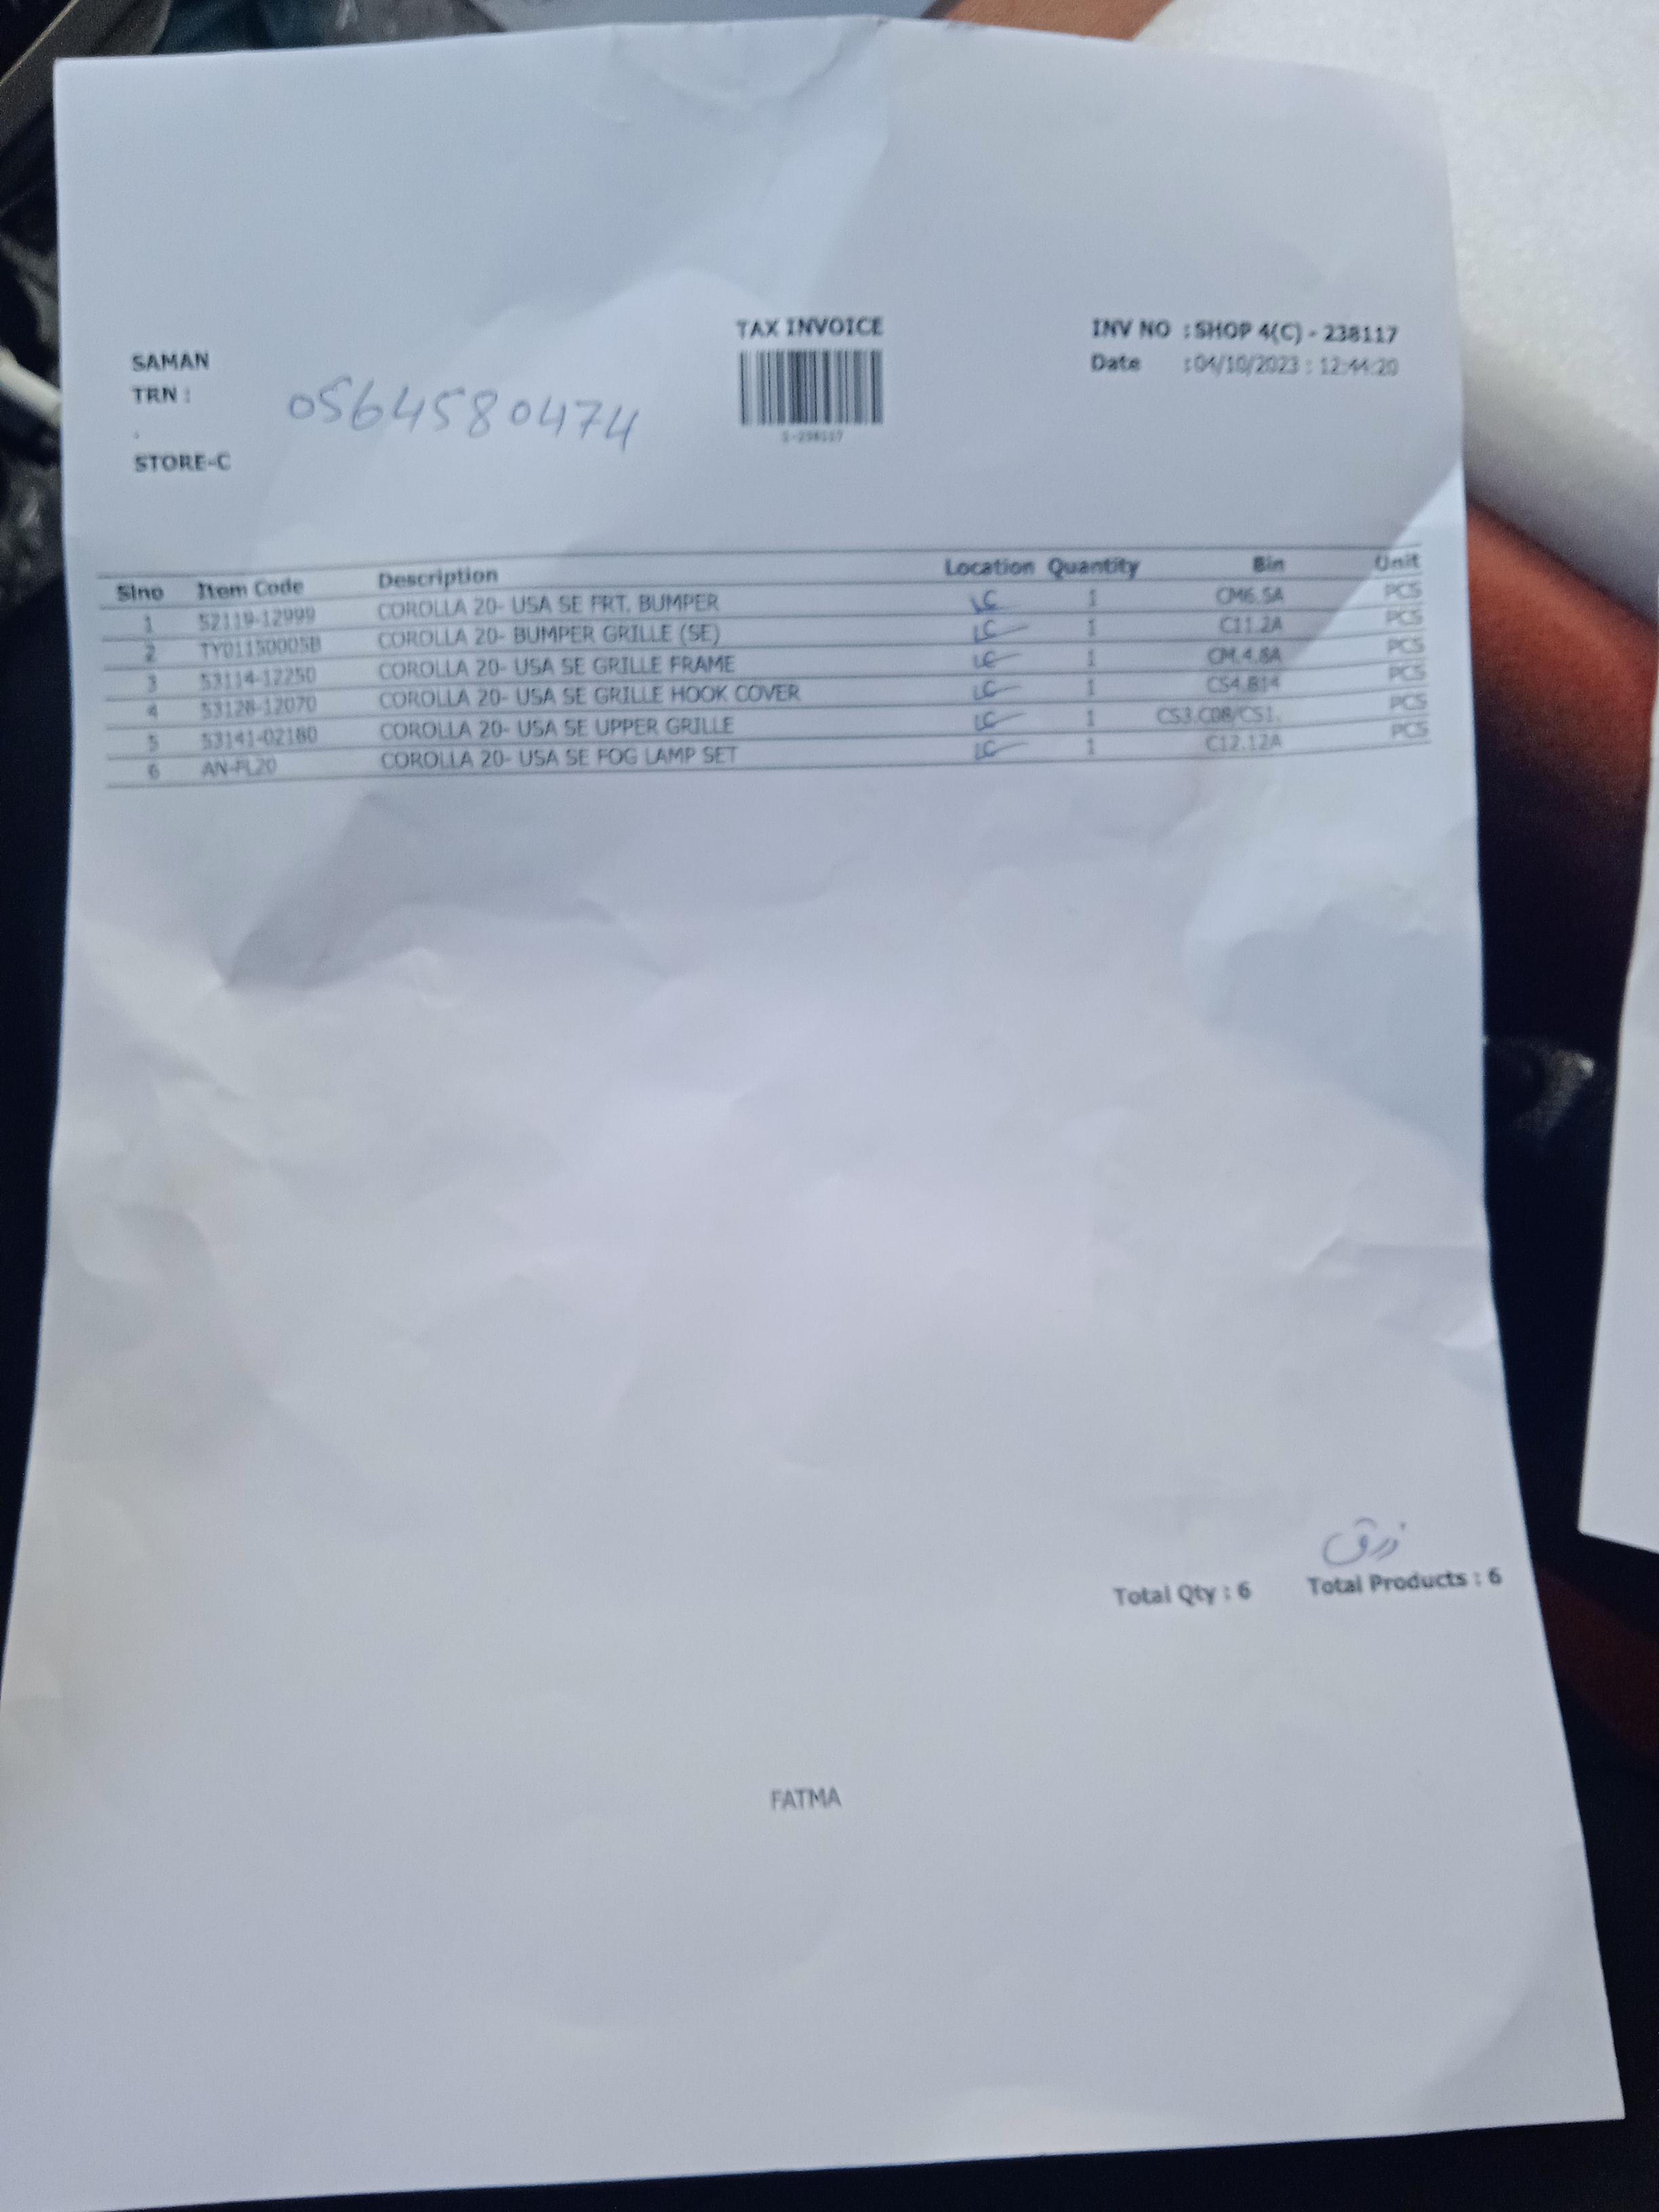 TAX INVOICE
INV NO : SHOP 4(C) - 238117
Date : 04/10/2023 : 12:44:20
SAMAN
TRN :
.
0564580474
S-238117
STORE-C
Slno Item Code Description Location Quantity Bin Unit
1 52119-12999 COROLLA 20- USA SE FRT. BUMPER LC 1 CM6.5A PCS
2 TY01150005B COROLLA 20- BUMPER GRILLE (SE) LC 1 C11.2A PCS
3 53114-12250 COROLLA 20- USA SE GRILLE FRAME LC 1 CM.4.8A PCS
4 53128-12070 COROLLA 20- USA SE GRILLE HOOK COVER LC 1 CS4.B14 PCS
5 53141-02180 COROLLA 20- USA SE UPPER GRILLE LC 1 CS3.C08/CS1. PCS
6 AN-FL20 COROLLA 20- USA SE FOG LAMP SET LC 1 C12.12A PCS
Total Qty : 6 Total Products : 6
FATMA